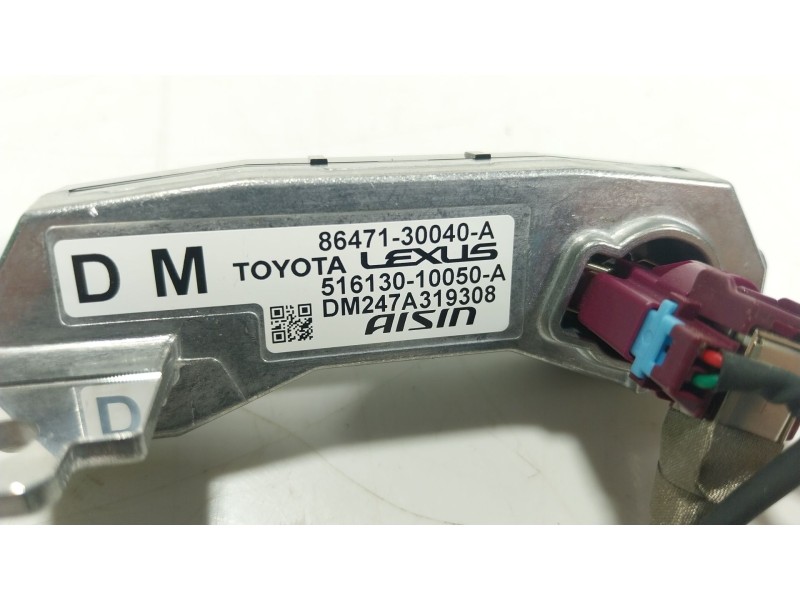 D M
86471-30040-A
TOYOTA LEXUS
516130-10050-A
DM247A319308
AISIN
D